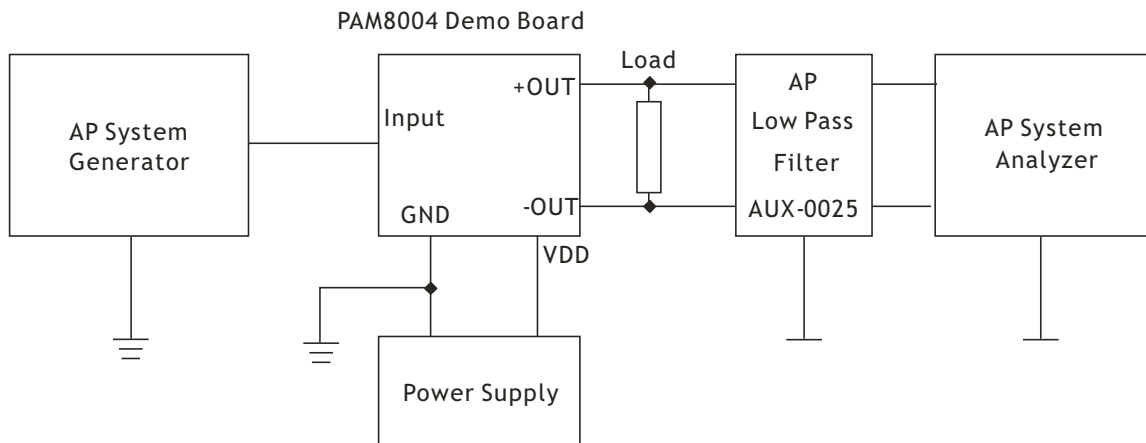 PAM8004 Demo Board
AP System
Generator
Input
+OUT
-OUT
GND
VDD
Load
AP
Low Pass
Filter
AUX-0025
AP System
Analyzer
Power Supply